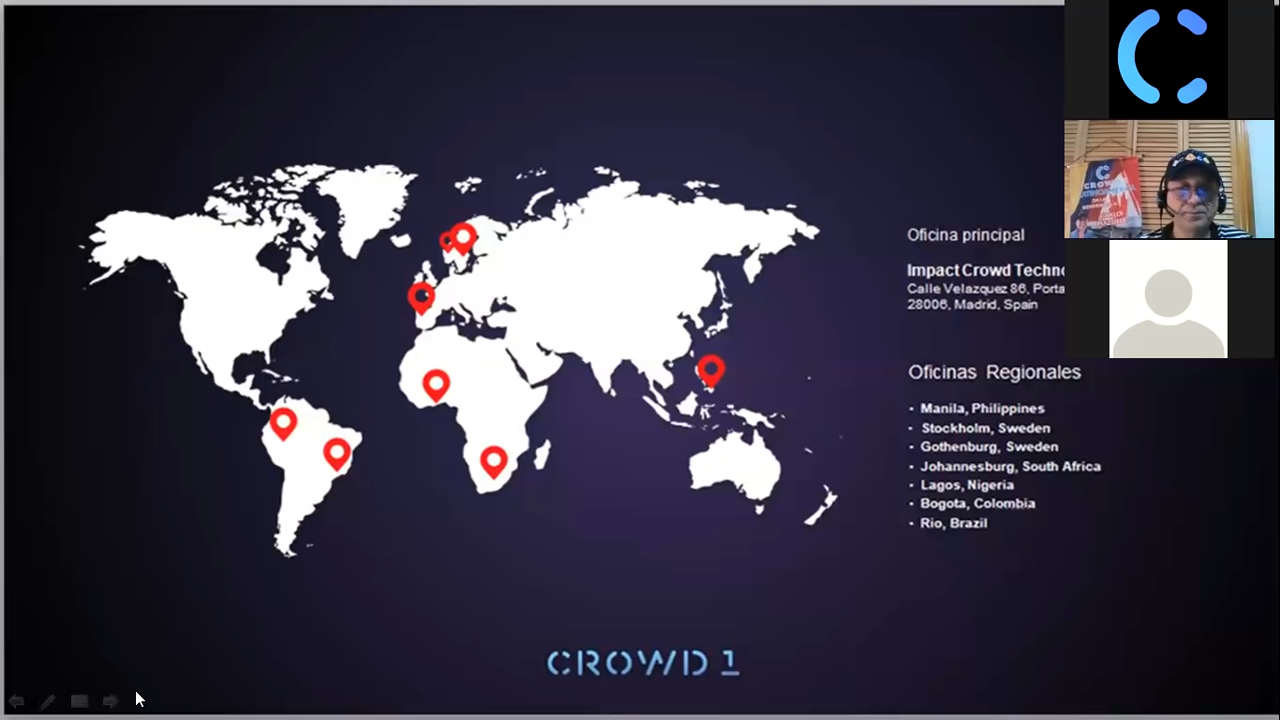 Oficina principal
Impact Crowd Techno
Calle Velazquez 86, Porta
28006, Madrid, Spain
Oficinas Regionales
• Manila, Philippines
• Stockholm, Sweden
• Gothenburg, Sweden
• Johannesburg, South Africa
• Lagos, Nigeria
• Bogota, Colombia
• Rio, Brazil
CROWD 1